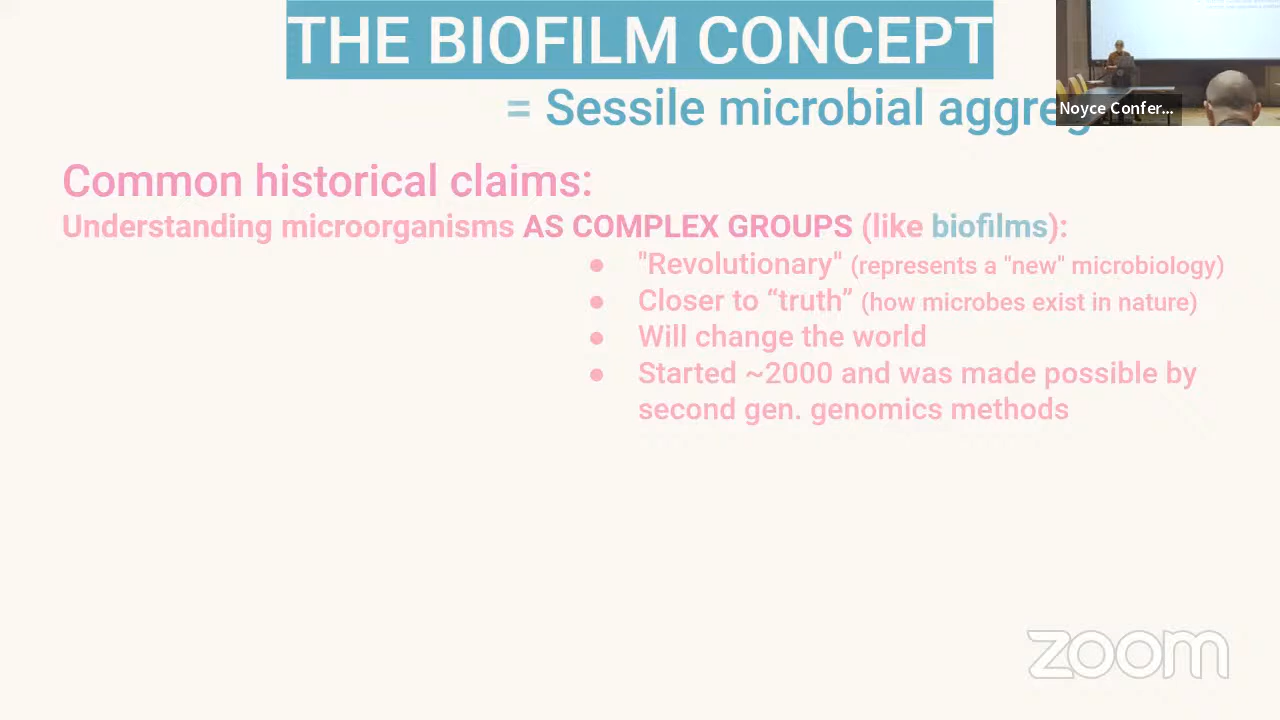 THE BIOFILM CONCEPT
= Sessile microbial aggreg
Noyce Confer...
Common historical claims:
Understanding microorganisms AS COMPLEX GROUPS (like biofilms):
● "Revolutionary" (represents a "new" microbiology)
● Closer to “truth” (how microbes exist in nature)
● Will change the world
● Started ~2000 and was made possible by
second gen. genomics methods
zoom